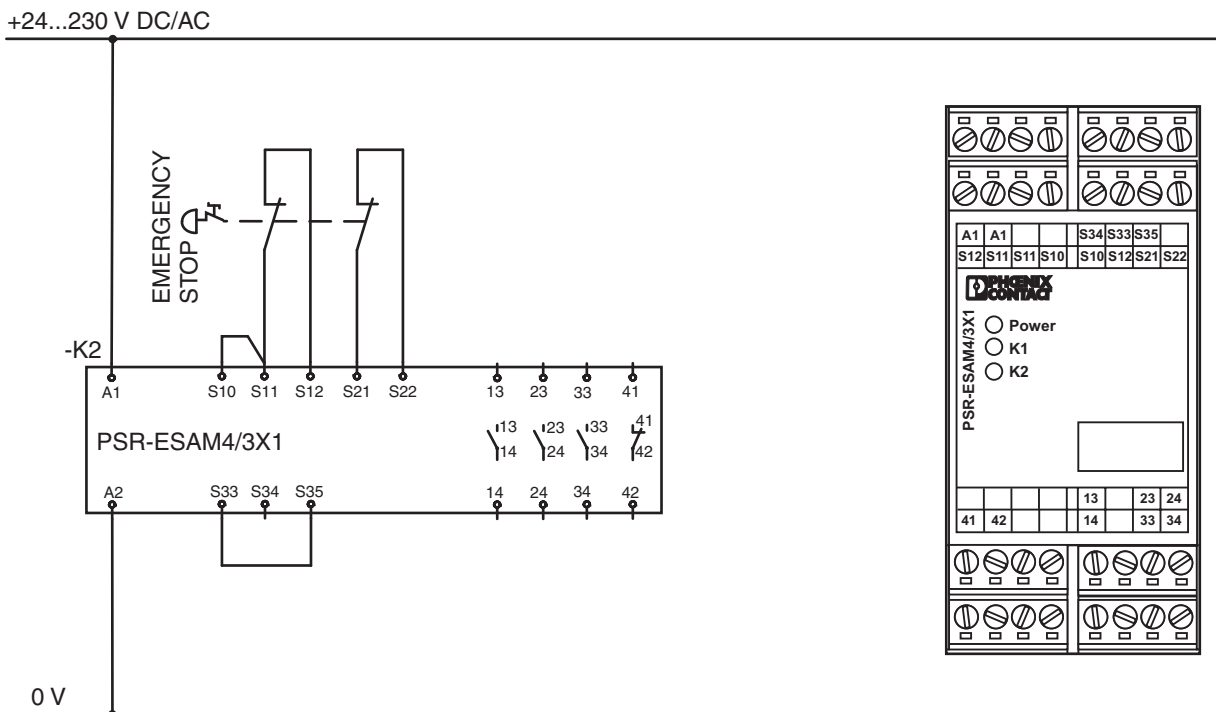 +24...230 V DC/AC
EMERGENCY
STOP
-K2
A1 S10 S11 S12 S21 S22 13 23 33 41
PSR-ESAM4/3X1
13 23 33 41
14 24 34 42
A2 S33 S34 S35 14 24 34 42
0 V
A1 A1 S34 S33 S35
S12 S11 S11 S10 S10 S12 S21 S22
PHŒNIX
CONTACT
PSR-ESAM4/3X1
Power
K1
K2
13 23 24
41 42 14 33 34